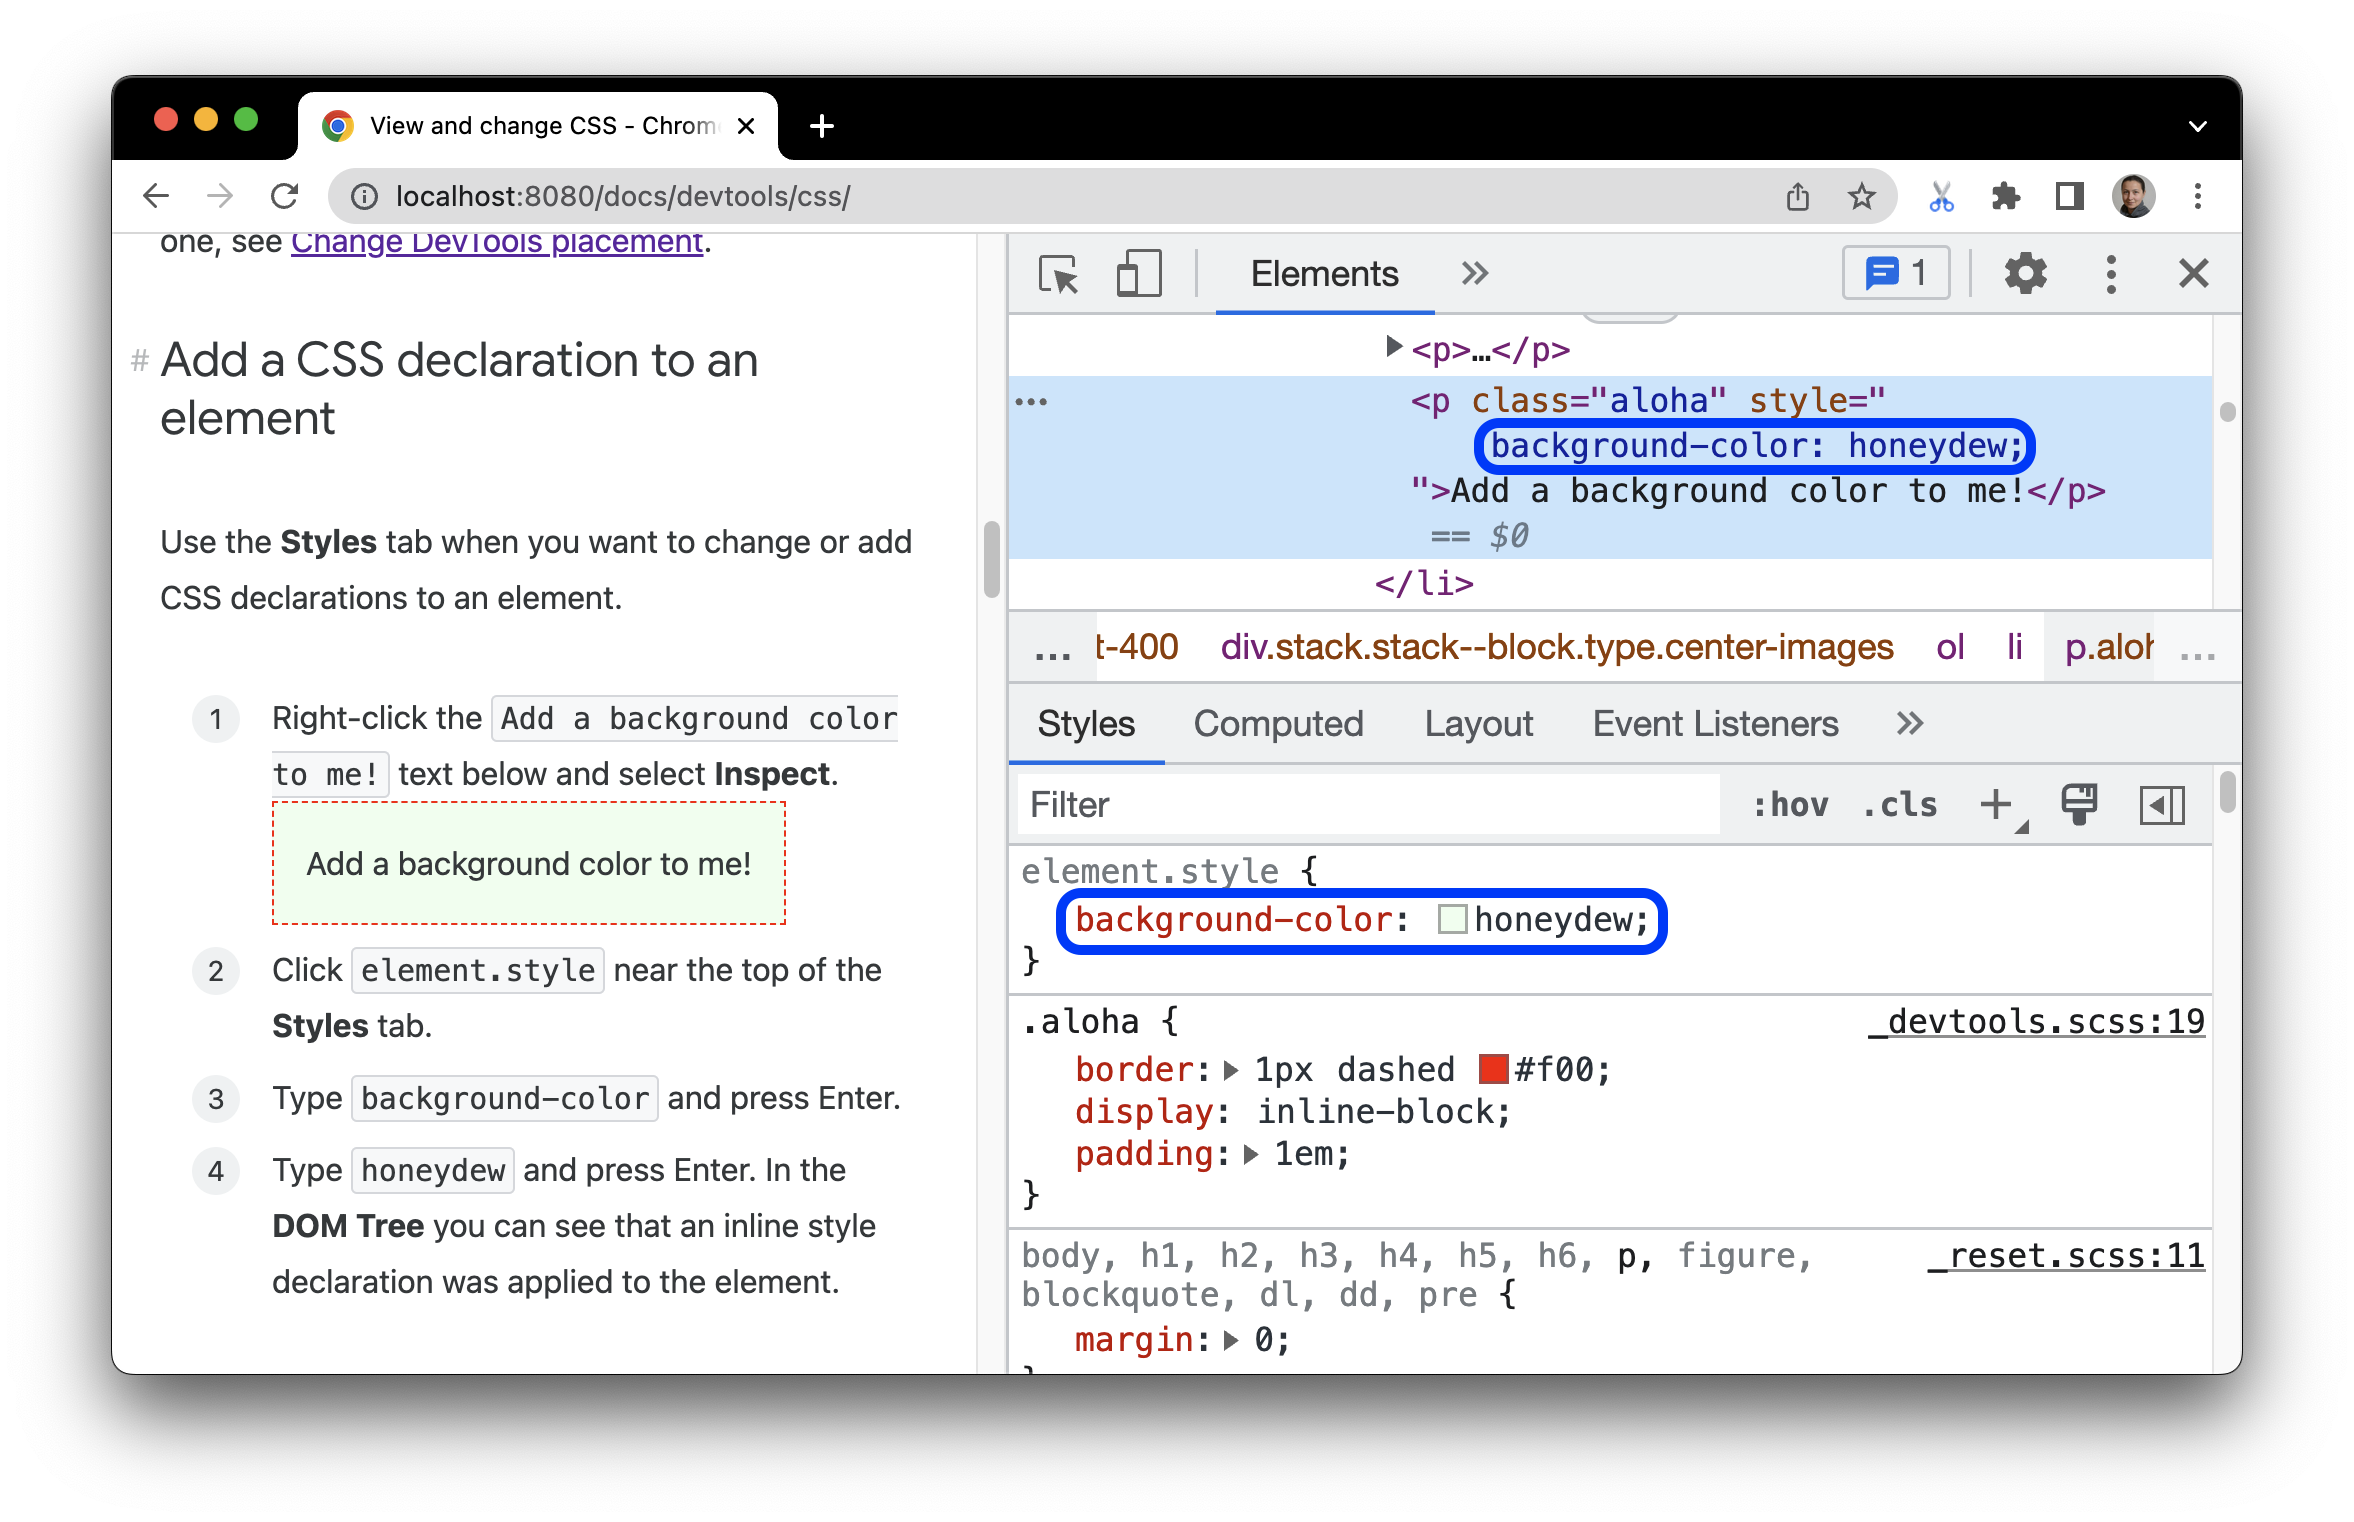 View and change CSS - Chrom
localhost:8080/docs/devtools/css/
one, see Change DevTools placement.
# Add a CSS declaration to an
element
Use the Styles tab when you want to change or add
CSS declarations to an element.
1 Right-click the Add a background color
to me! text below and select Inspect.
Add a background color to me!
2 Click element.style near the top of the
Styles tab.
3 Type background-color and press Enter.
4 Type honeydew and press Enter. In the
DOM Tree you can see that an inline style
declaration was applied to the element.
Elements » 1
<p>…</p>
<p class="aloha" style="
background-color: honeydew;
">Add a background color to me!</p>
== $0
</li>
... t-400 div.stack.stack--block.type.center-images ol li p.aloh ...
Styles Computed Layout Event Listeners »
Filter :hov .cls +
element.style {
background-color: honeydew;
}
.aloha { _devtools.scss:19
border: 1px dashed #f00;
display: inline-block;
padding: 1em;
}
body, h1, h2, h3, h4, h5, h6, p, figure, _reset.scss:11
blockquote, dl, dd, pre {
margin: 0;
}